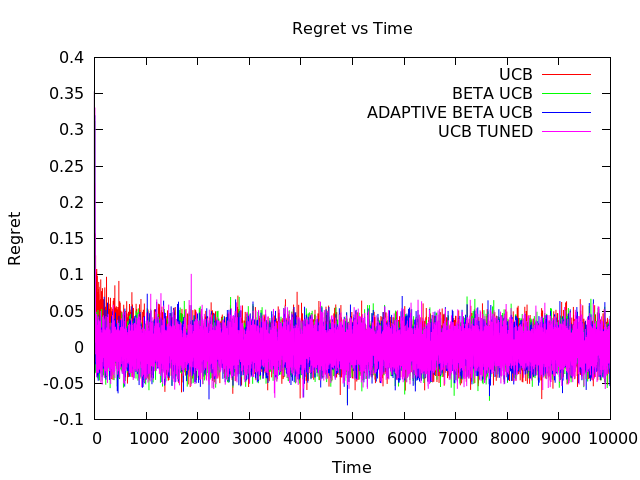 Regret vs Time
UCB
BETA UCB
ADAPTIVE BETA UCB
UCB TUNED
0.4
0.35
0.3
0.25
0.2
0.15
0.1
0.05
0
-0.05
-0.1
Regret
0 1000 2000 3000 4000 5000 6000 7000 8000 9000 10000
Time